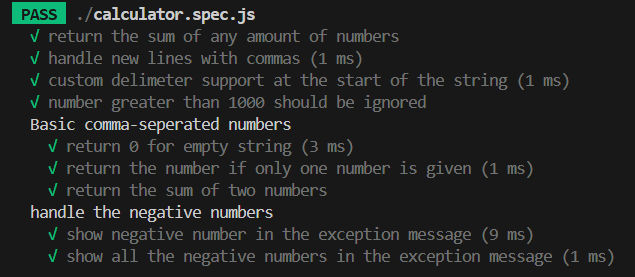 PASS ./calculator.spec.js
√ return the sum of any amount of numbers
√ handle new lines with commas (1 ms)
√ custom delimeter support at the start of the string (1 ms)
√ number greater than 1000 should be ignored
Basic comma-seperated numbers
√ return 0 for empty string (3 ms)
√ return the number if only one number is given (1 ms)
√ return the sum of two numbers
handle the negative numbers
√ show negative number in the exception message (9 ms)
√ show all the negative numbers in the exception message (1 ms)